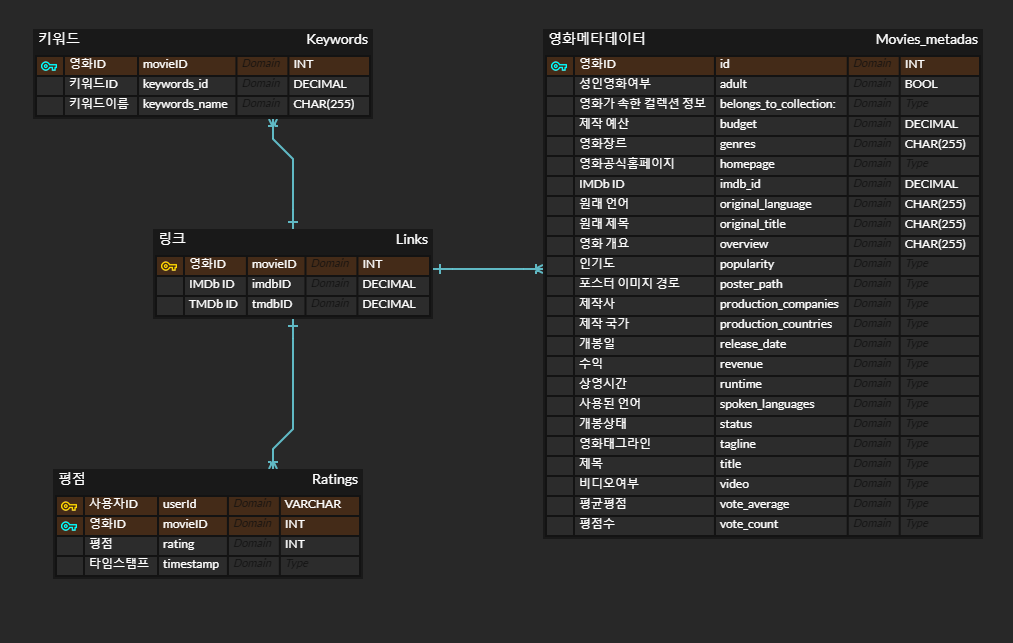 키워드 Keywords
영화ID movieID Domain INT
키워드ID keywords_id Domain DECIMAL
키워드이름 keywords_name Domain CHAR(255)
링크 Links
영화ID movieID Domain INT
IMDb ID imdbID Domain DECIMAL
TMDb ID tmdbID Domain DECIMAL
평점 Ratings
사용자ID userId Domain VARCHAR
영화ID movieID Domain INT
평점 rating Domain INT
타임스탬프 timestamp Domain Type
영화메타데이터 Movies_metadas
영화ID id Domain INT
성인영화여부 adult Domain BOOL
영화가 속한 컬렉션 정보 belongs_to_collection: Domain Type
제작 예산 budget Domain DECIMAL
영화장르 genres Domain CHAR(255)
영화공식홈페이지 homepage Domain Type
IMDb ID imdb_id Domain DECIMAL
원래 언어 original_language Domain CHAR(255)
원래 제목 original_title Domain CHAR(255)
영화 개요 overview Domain CHAR(255)
인기도 popularity Domain Type
포스터 이미지 경로 poster_path Domain Type
제작사 production_companies Domain Type
제작 국가 production_countries Domain Type
개봉일 release_date Domain Type
수익 revenue Domain Type
상영시간 runtime Domain Type
사용된 언어 spoken_languages Domain Type
개봉상태 status Domain Type
영화태그라인 tagline Domain Type
제목 title Domain Type
비디오여부 video Domain Type
평균평점 vote_average Domain Type
평점수 vote_count Domain Type